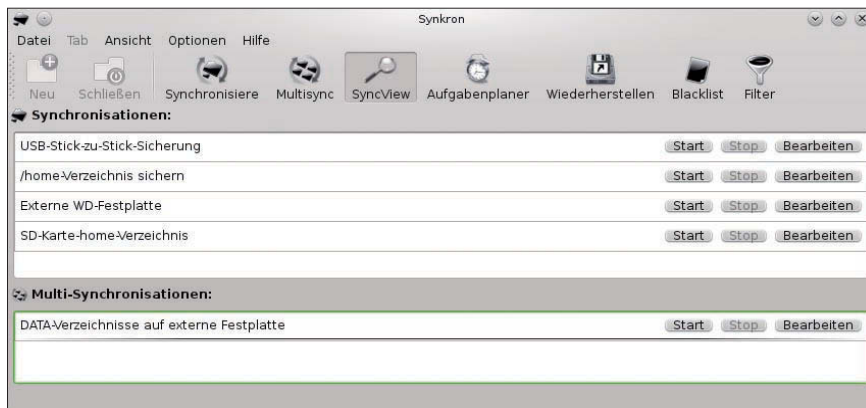 Synkron
Datei Tab Ansicht Optionen Hilfe
Neu Schließen Synchronisiere Multisync SyncView Aufgabenplaner Wiederherstellen Blacklist Filter
Synchronisationen:
USB-Stick-zu-Stick-Sicherung Start Stop Bearbeiten
/home-Verzeichnis sichern Start Stop Bearbeiten
Externe WD-Festplatte Start Stop Bearbeiten
SD-Karte-home-Verzeichnis Start Stop Bearbeiten
Multi-Synchronisationen:
DATA-Verzeichnisse auf externe Festplatte Start Stop Bearbeiten